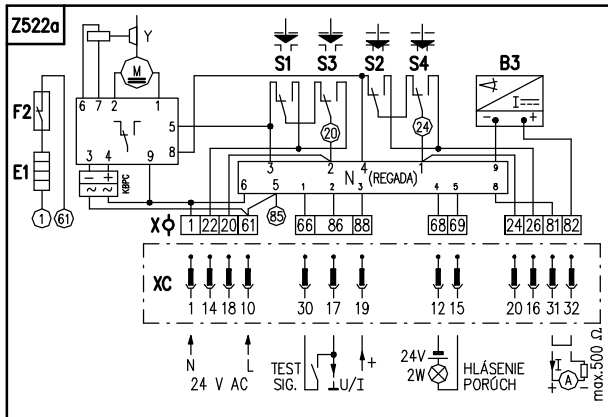 Z522a
Y
M
6 7 2 1
5
8
3 4 9
KBPC
F2
E1
1 61
S1 S3 S2 S4
20 24
B3
I
− +
3 2 4 1 9
N (REGADA)
6 5 1 2 3 4 5 8
85
X
1 22 20 61 66 86 88 68 69 24 26 81 82
XC
1 14 18 10 30 17 19 12 15 20 16 31 32
N L
24 V AC
TEST
SIG.
U/I
+
24V
2W
HLÁSENIE
PORÚCH
I
+ A −
max.500 Ω